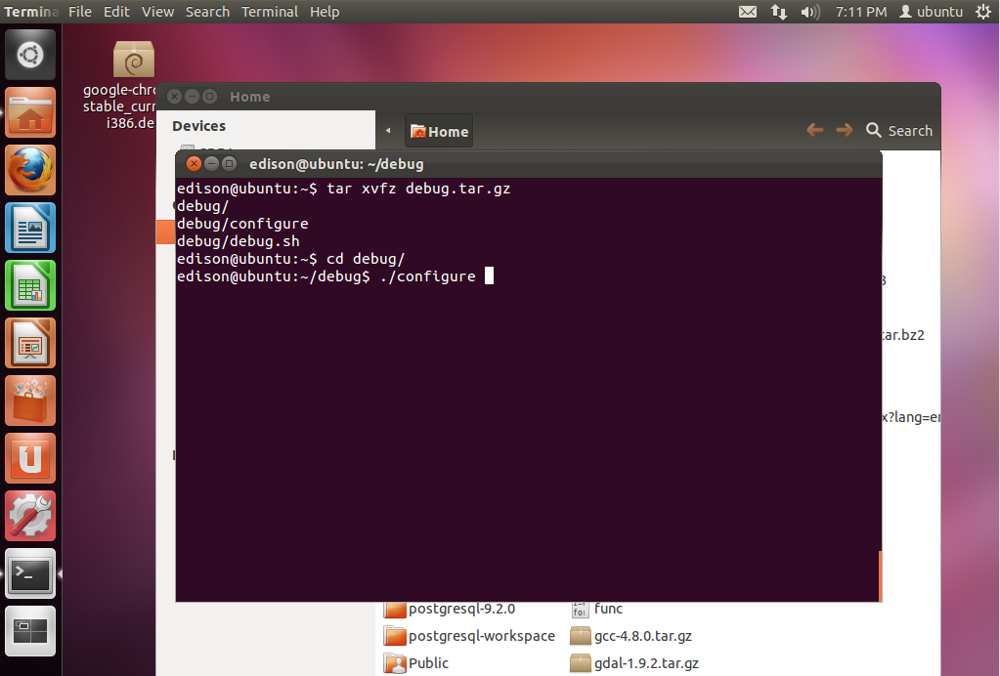 Termina File Edit View Search Terminal Help 7:11 PM ubuntu
google-chro
stable_curr
i386.de
Home
Devices
Home
Search
edison@ubuntu: ~/debug
edison@ubuntu:~$ tar xvfz debug.tar.gz
debug/
debug/configure
debug/debug.sh
edison@ubuntu:~$ cd debug/
edison@ubuntu:~/debug$ ./configure
tar.bz2
x?lang=en
postgresql-9.2.0
func
postgresql-workspace
gcc-4.8.0.tar.gz
Public
gdal-1.9.2.tar.gz